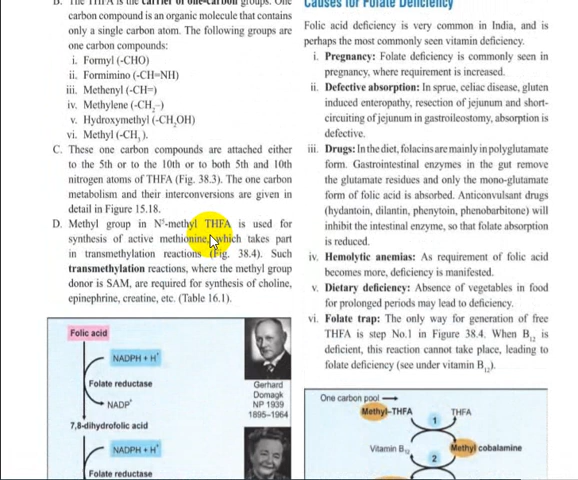 B. The THFA is the carrier of one-carbon groups. One
carbon compound is an organic molecule that contains
only a single carbon atom. The following groups are
one carbon compounds:
i. Formyl (-CHO)
ii. Formimino (-CH=NH)
iii. Methenyl (-CH=)
iv. Methylene (-CH₂-)
v. Hydroxymethyl (-CH₂OH)
vi. Methyl (-CH₃).
C. These one carbon compounds are attached either
to the 5th or to the 10th or to both 5th and 10th
nitrogen atoms of THFA (Fig. 38.3). The one carbon
metabolism and their interconversions are given in
detail in Figure 15.18.
D. Methyl group in N⁵-methyl THFA is used for
synthesis of active methionine, which takes part
in transmethylation reactions (Fig. 38.4). Such
transmethylation reactions, where the methyl group
donor is SAM, are required for synthesis of choline,
epinephrine, creatine, etc. (Table 16.1).
Folic acid
NADPH + H⁺
Folate reductase
NADP⁺
7,8-dihydrofolic acid
NADPH + H⁺
Folate reductase
Gerhard
Domagk
NP 1939
1895-1964
Causes for Folate Deficiency
Folic acid deficiency is very common in India, and is
perhaps the most commonly seen vitamin deficiency.
i. Pregnancy: Folate deficiency is commonly seen in
pregnancy, where requirement is increased.
ii. Defective absorption: In sprue, celiac disease, gluten
induced enteropathy, resection of jejunum and short-
circuiting of jejunum in gastroileostomy, absorption is
defective.
iii. Drugs: In the diet, folacins are mainly in polyglutamate
form. Gastrointestinal enzymes in the gut remove
the glutamate residues and only the mono-glutamate
form of folic acid is absorbed. Anticonvulsant drugs
(hydantoin, dilantin, phenytoin, phenobarbitone) will
inhibit the intestinal enzyme, so that folate absorption
is reduced.
iv. Hemolytic anemias: As requirement of folic acid
becomes more, deficiency is manifested.
v. Dietary deficiency: Absence of vegetables in food
for prolonged periods may lead to deficiency.
vi. Folate trap: The only way for generation of free
THFA is step No.1 in Figure 38.4. When B₁₂ is
deficient, this reaction cannot take place, leading to
folate deficiency (see under vitamin B₁₂).
One carbon pool
Methyl-THFA
THFA
1
Vitamin B₁₂
Methyl cobalamine
2